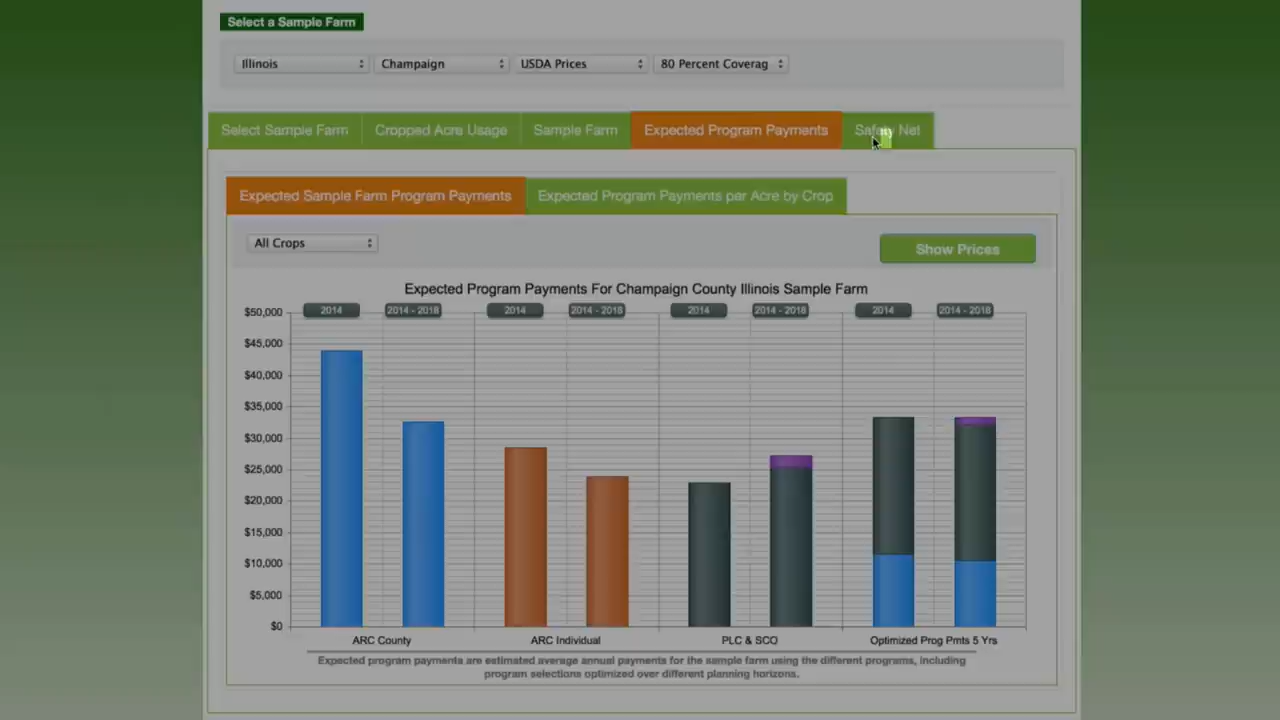 Select a Sample Farm
Illinois Champaign USDA Prices 80 Percent Coverag
Select Sample Farm Cropped Acre Usage Sample Farm Expected Program Payments Safety Net
Expected Sample Farm Program Payments Expected Program Payments par Acre by Crop
All Crops Show Prices
Expected Program Payments For Champaign County Illinois Sample Farm
2014 2014 - 2018 2014 2014 - 2018 2014 2014 - 2018 2014 2014 - 2018
$50,000
$45,000
$40,000
$35,000
$30,000
$25,000
$20,000
$15,000
$10,000
$5,000
$0
ARC County ARC Individual PLC & SCO Optimized Prog Pmts 5 Yrs
Expected program payments are estimated average annual payments for the sample farm using the different programs, including
program selections optimized over different planning horizons.